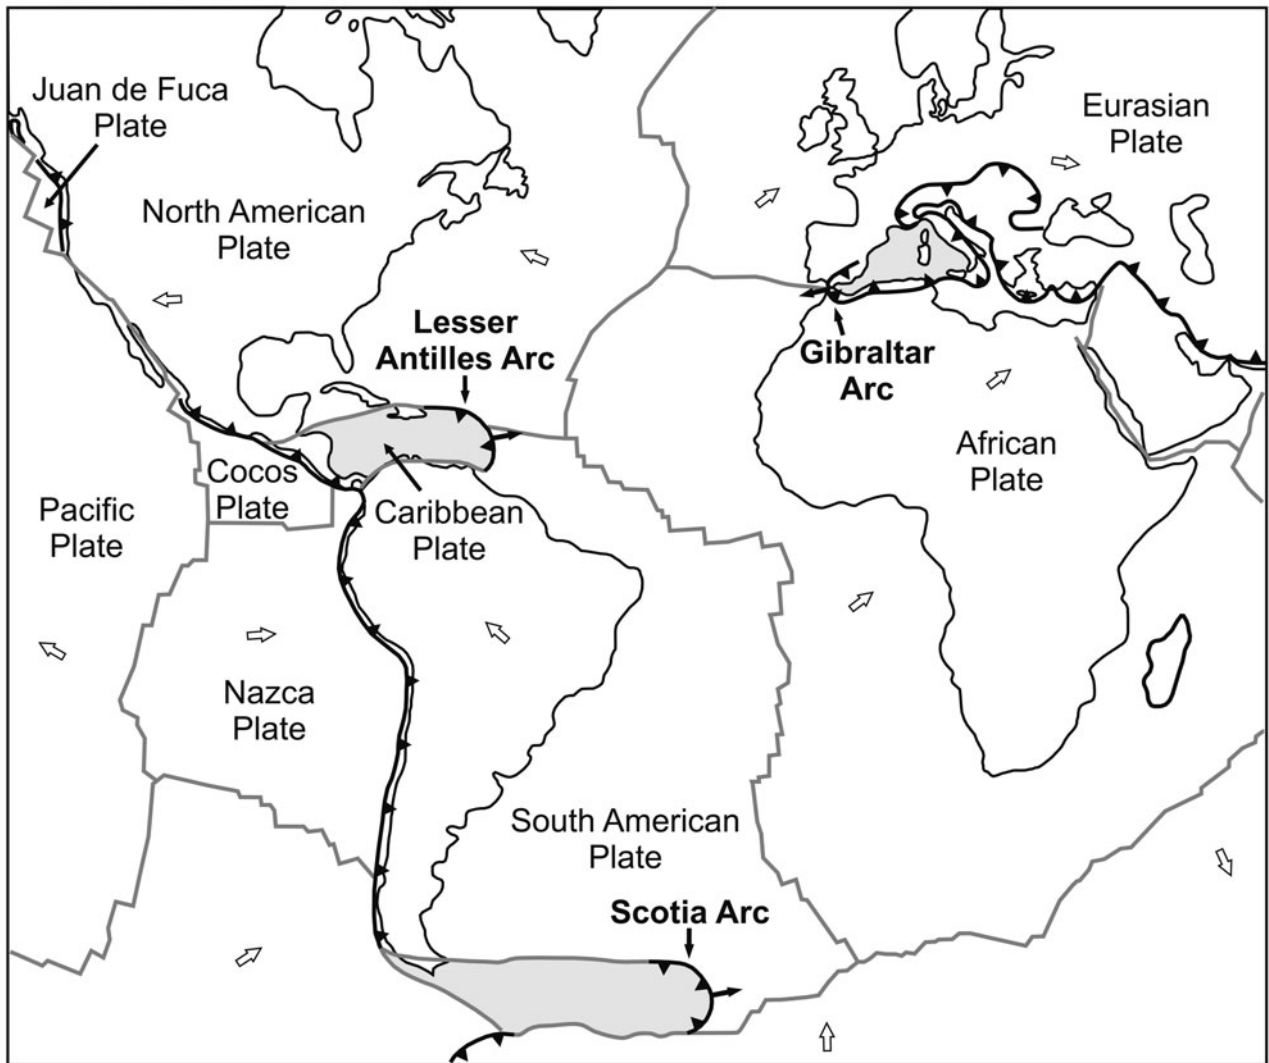 Juan de Fuca
Plate
Eurasian
Plate
North American
Plate
Lesser
Antilles Arc
Gibraltar
Arc
African
Plate
Cocos
Plate
Caribbean
Plate
Pacific
Plate
Nazca
Plate
South American
Plate
Scotia Arc